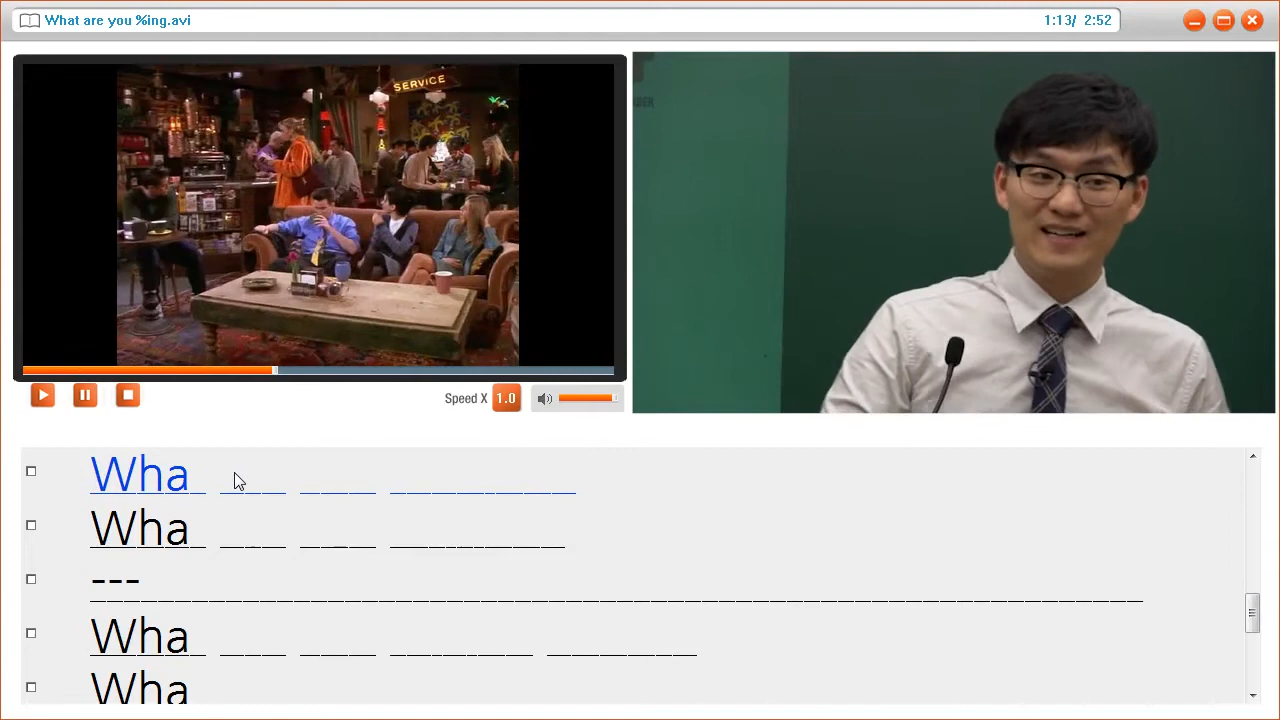 What are you %ing.avi
1:13/ 2:52
SERVICE
Speed X 1.0
Wha
Wha
---
Wha
Wha